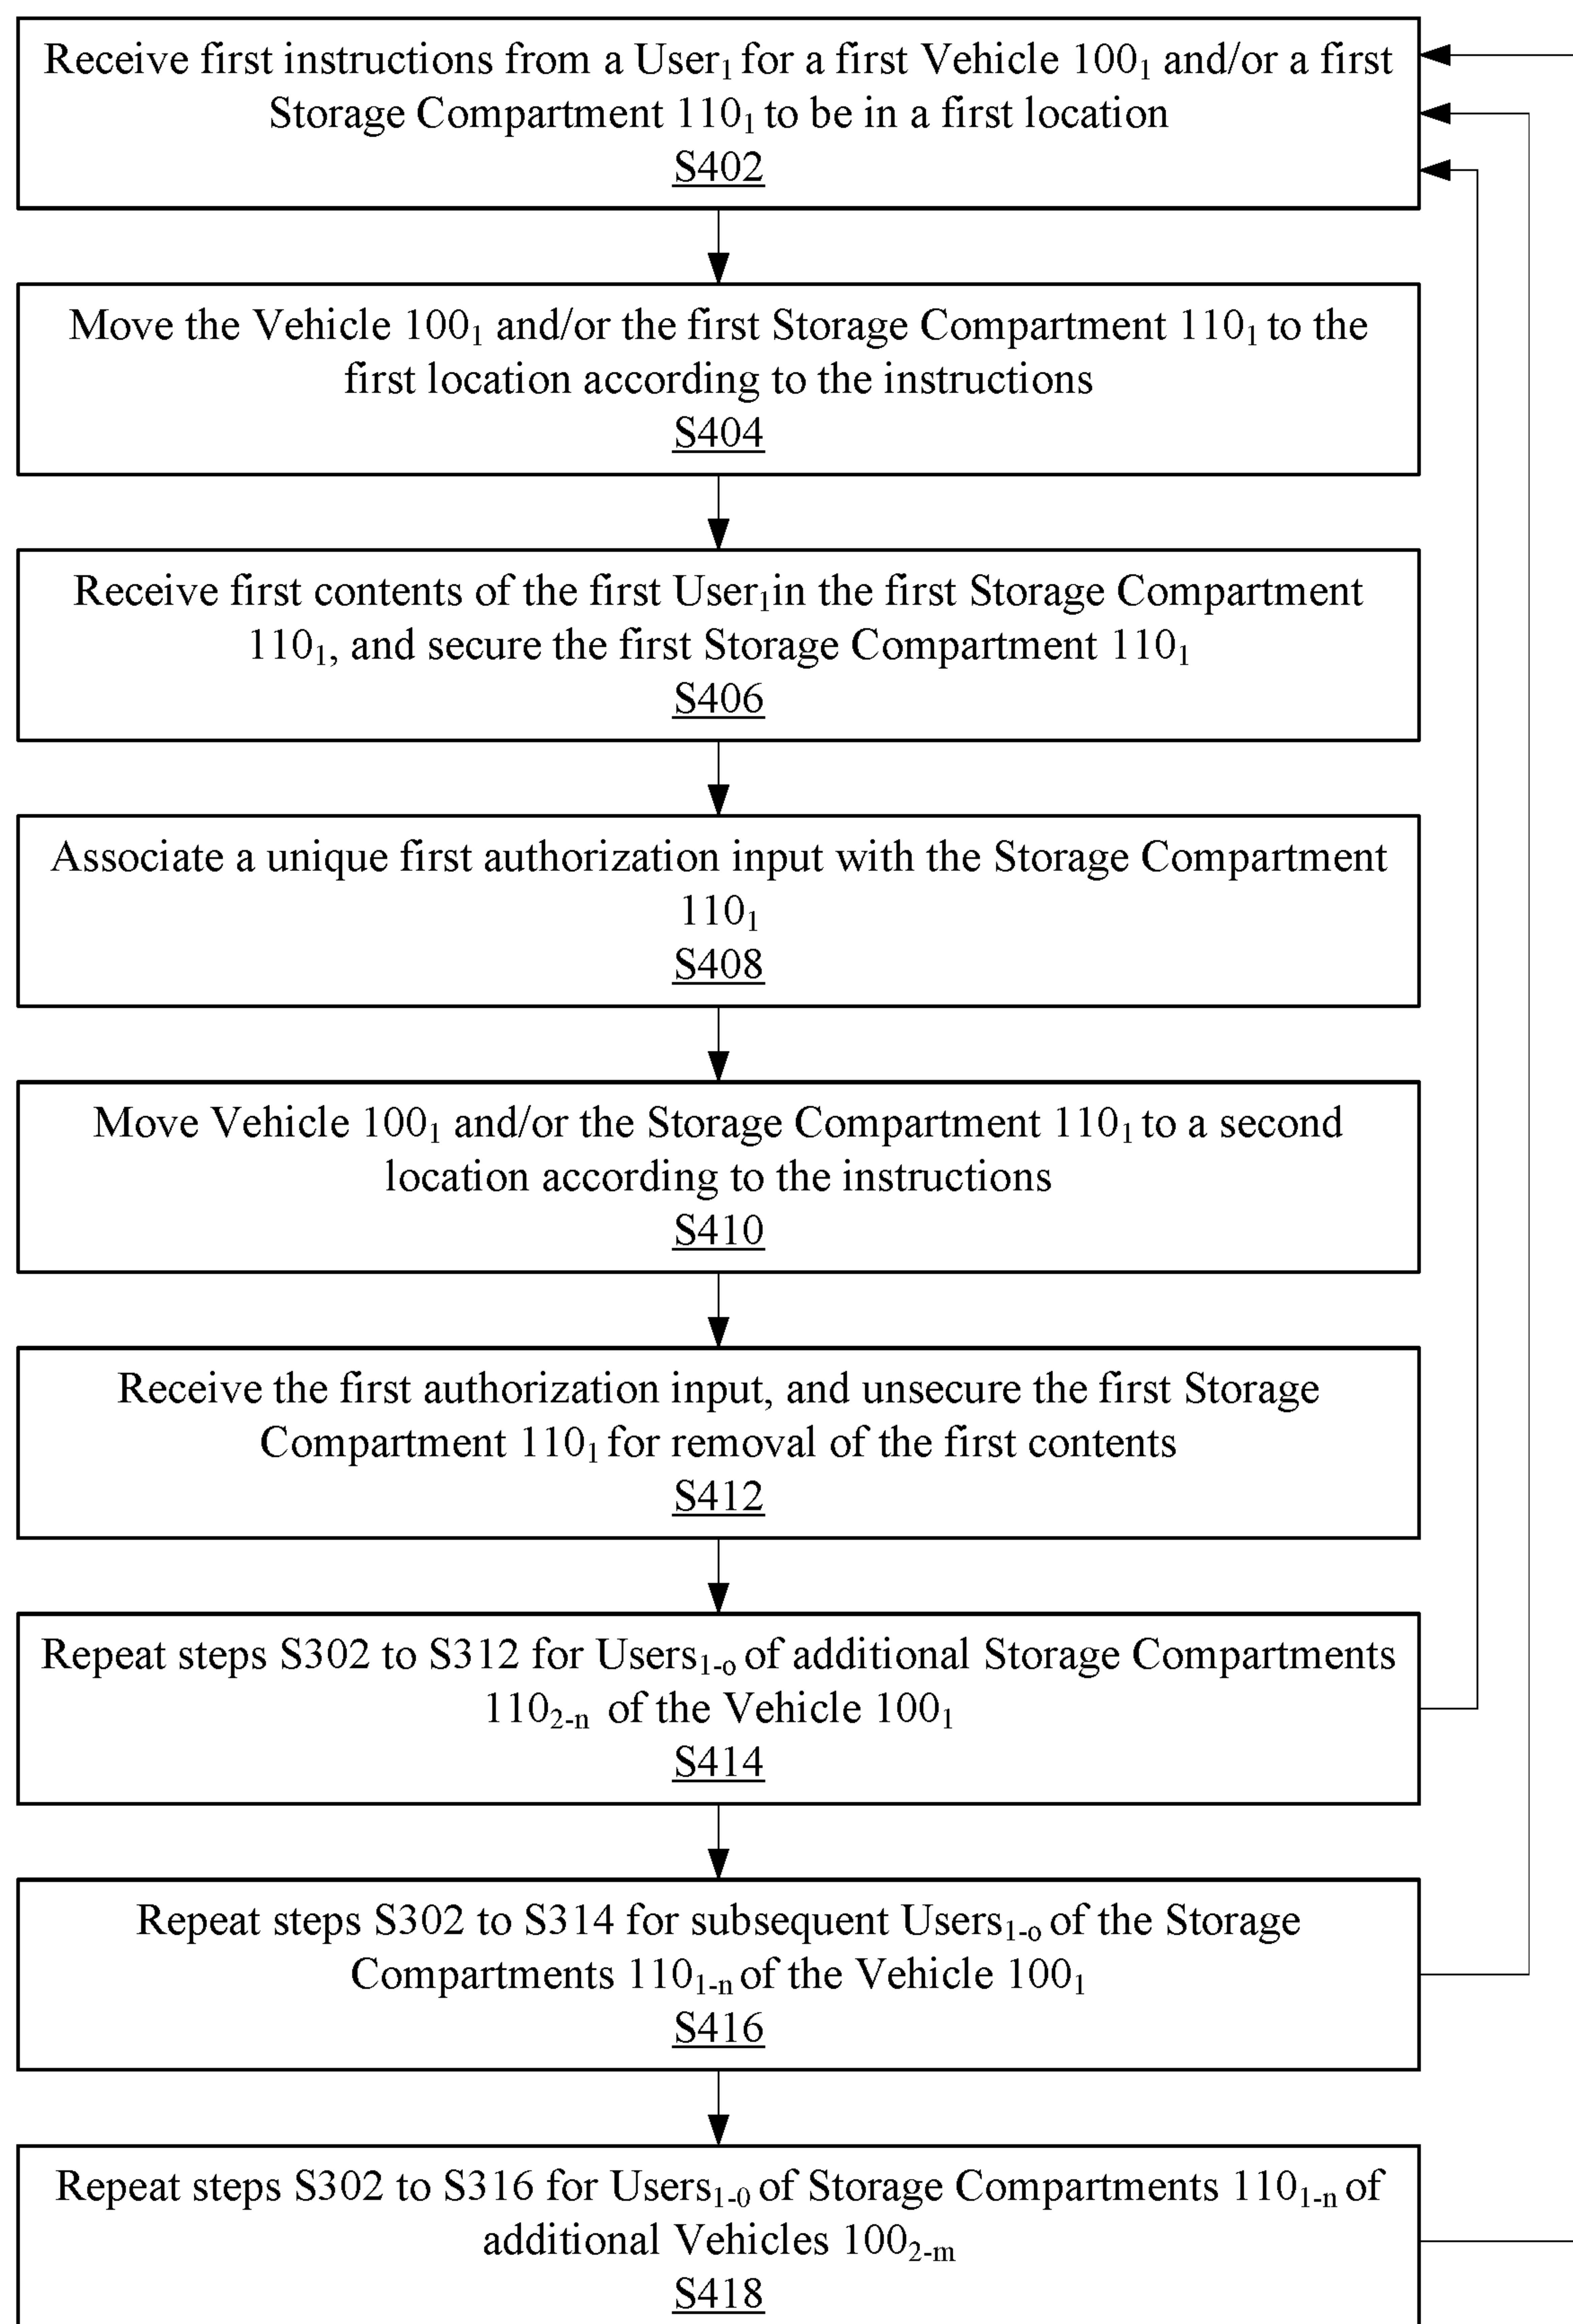 Receive first instructions from a User₁ for a first Vehicle 100₁ and/or a first
Storage Compartment 110₁ to be in a first location
S402
Move the Vehicle 100₁ and/or the first Storage Compartment 110₁ to the
first location according to the instructions
S404
Receive first contents of the first User₁in the first Storage Compartment
110₁, and secure the first Storage Compartment 110₁
S406
Associate a unique first authorization input with the Storage Compartment
110₁
S408
Move Vehicle 100₁ and/or the Storage Compartment 110₁ to a second
location according to the instructions
S410
Receive the first authorization input, and unsecure the first Storage
Compartment 110₁ for removal of the first contents
S412
Repeat steps S302 to S312 for Users₁₋ₒ of additional Storage Compartments
110₂₋ₙ of the Vehicle 100₁
S414
Repeat steps S302 to S314 for subsequent Users₁₋ₒ of the Storage
Compartments 110₁₋ₙ of the Vehicle 100₁
S416
Repeat steps S302 to S316 for Users₁₋₀ of Storage Compartments 110₁₋ₙ of
additional Vehicles 100₂₋ₘ
S418